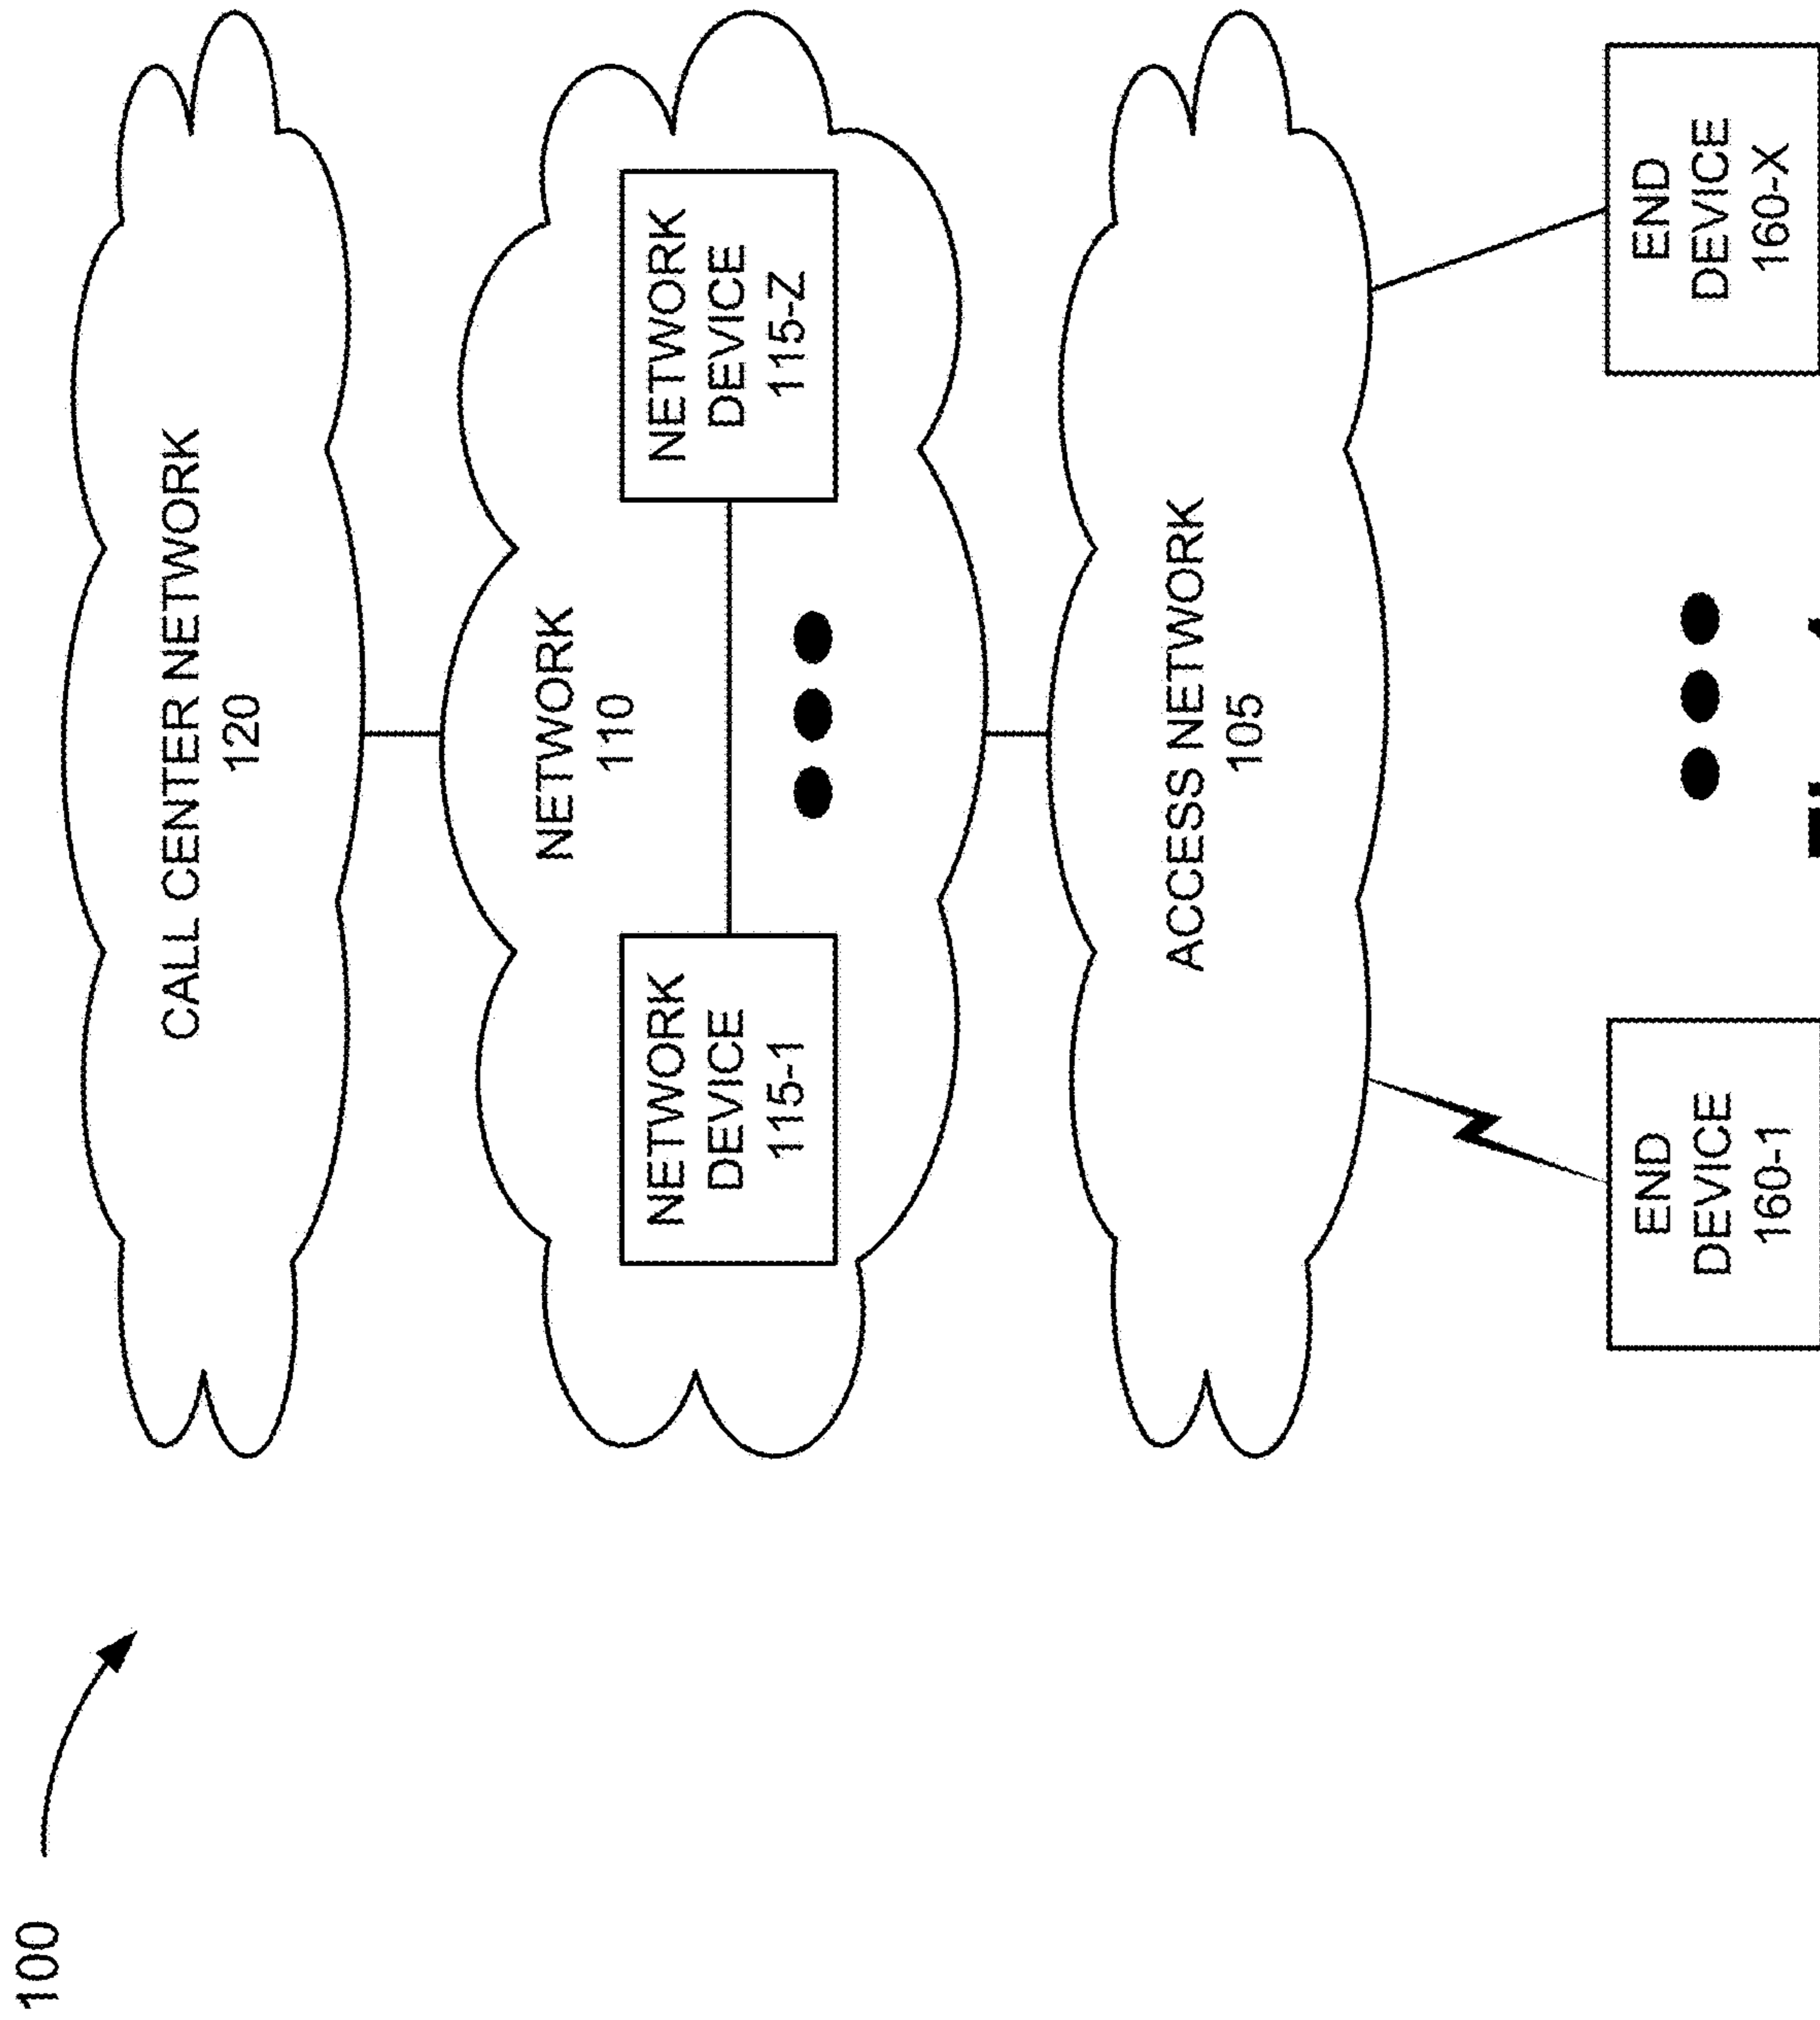 100
CALL CENTER NETWORK
120
NETWORK
110
NETWORK
DEVICE
115-1
NETWORK
DEVICE
115-Z
ACCESS NETWORK
105
END
DEVICE
160-1
END
DEVICE
160-X